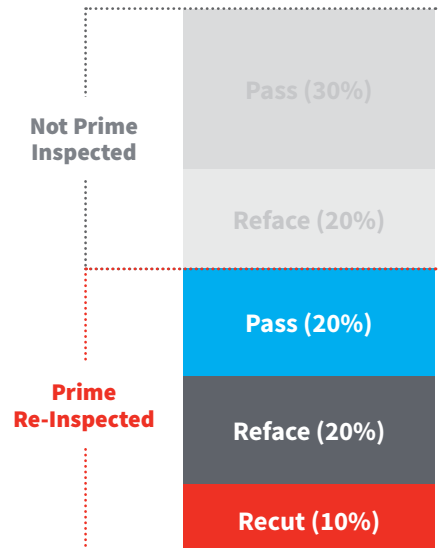 Pass (30%)
Not Prime
Inspected
Reface (20%)
Pass (20%)
Prime
Re-Inspected
Reface (20%)
Recut (10%)